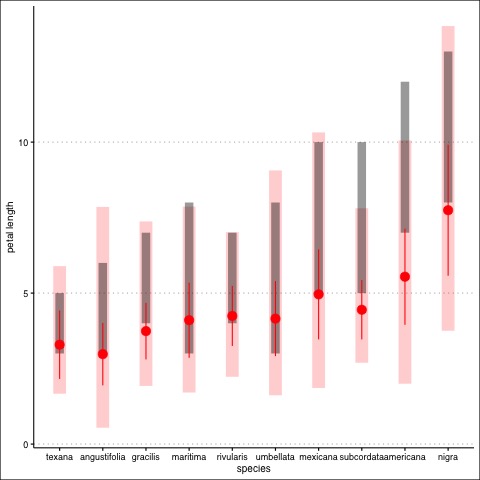 petal length
10
5
0
texana angustifolia gracilis maritima rivularis umbellata mexicana subcordata americana nigra
species